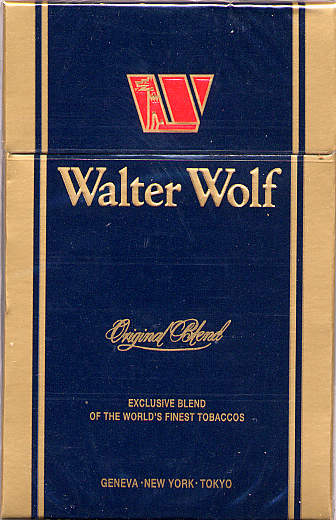 Walter Wolf
Original Blend
EXCLUSIVE BLEND
OF THE WORLD'S FINEST TOBACCOS
GENEVA · NEW YORK · TOKYO